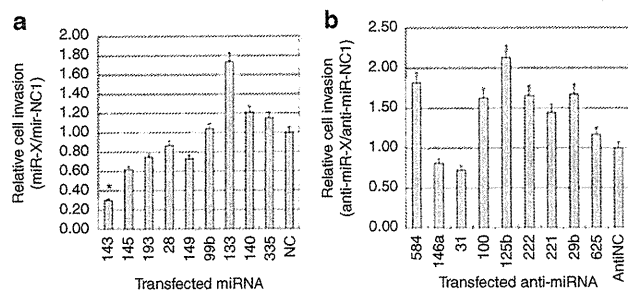 a
Relative cell invasion
(miR-X/mir-NC1)
2.00
1.80
1.60
1.40
1.20
1.00
0.80
0.60
0.40
0.20
0.00
*
143
145
193
28
149
99b
133
140
335
NC
Transfected miRNA
b
Relative cell invasion
(anti-miR-X/anti-miR-NC1)
2.50
2.00
1.50
1.00
0.50
0.00
584
146a
31
100
125b
222
221
29b
625
AntiNC
Transfected anti-miRNA